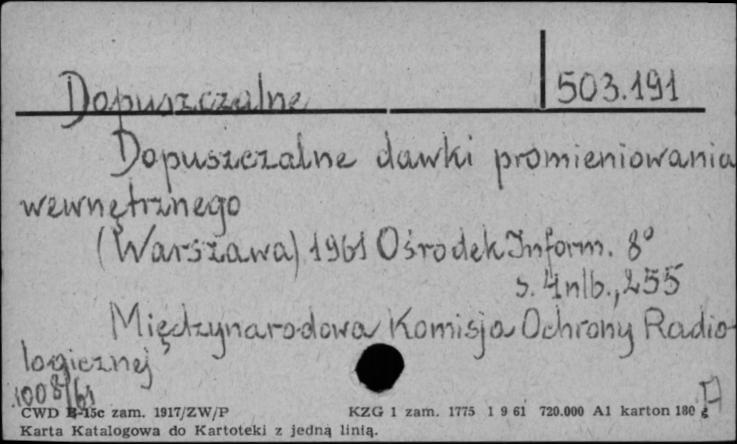 Dopuszczalne 503.191
Dopuszczalne dawki promieniowania
wewnętrznego
(Warszawa) 1961 Ośrodek Inform. 8°
s. 4nlb., 255
Międzynarodowa Komisja Ochrony Radio-
logicznej
1008/61
CWD B-15c zam. 1917/ZW/P KZG 1 zam. 1775 1 9 61 720.000 A1 karton 180 g
Karta Katalogowa do Kartoteki z jedną linią.